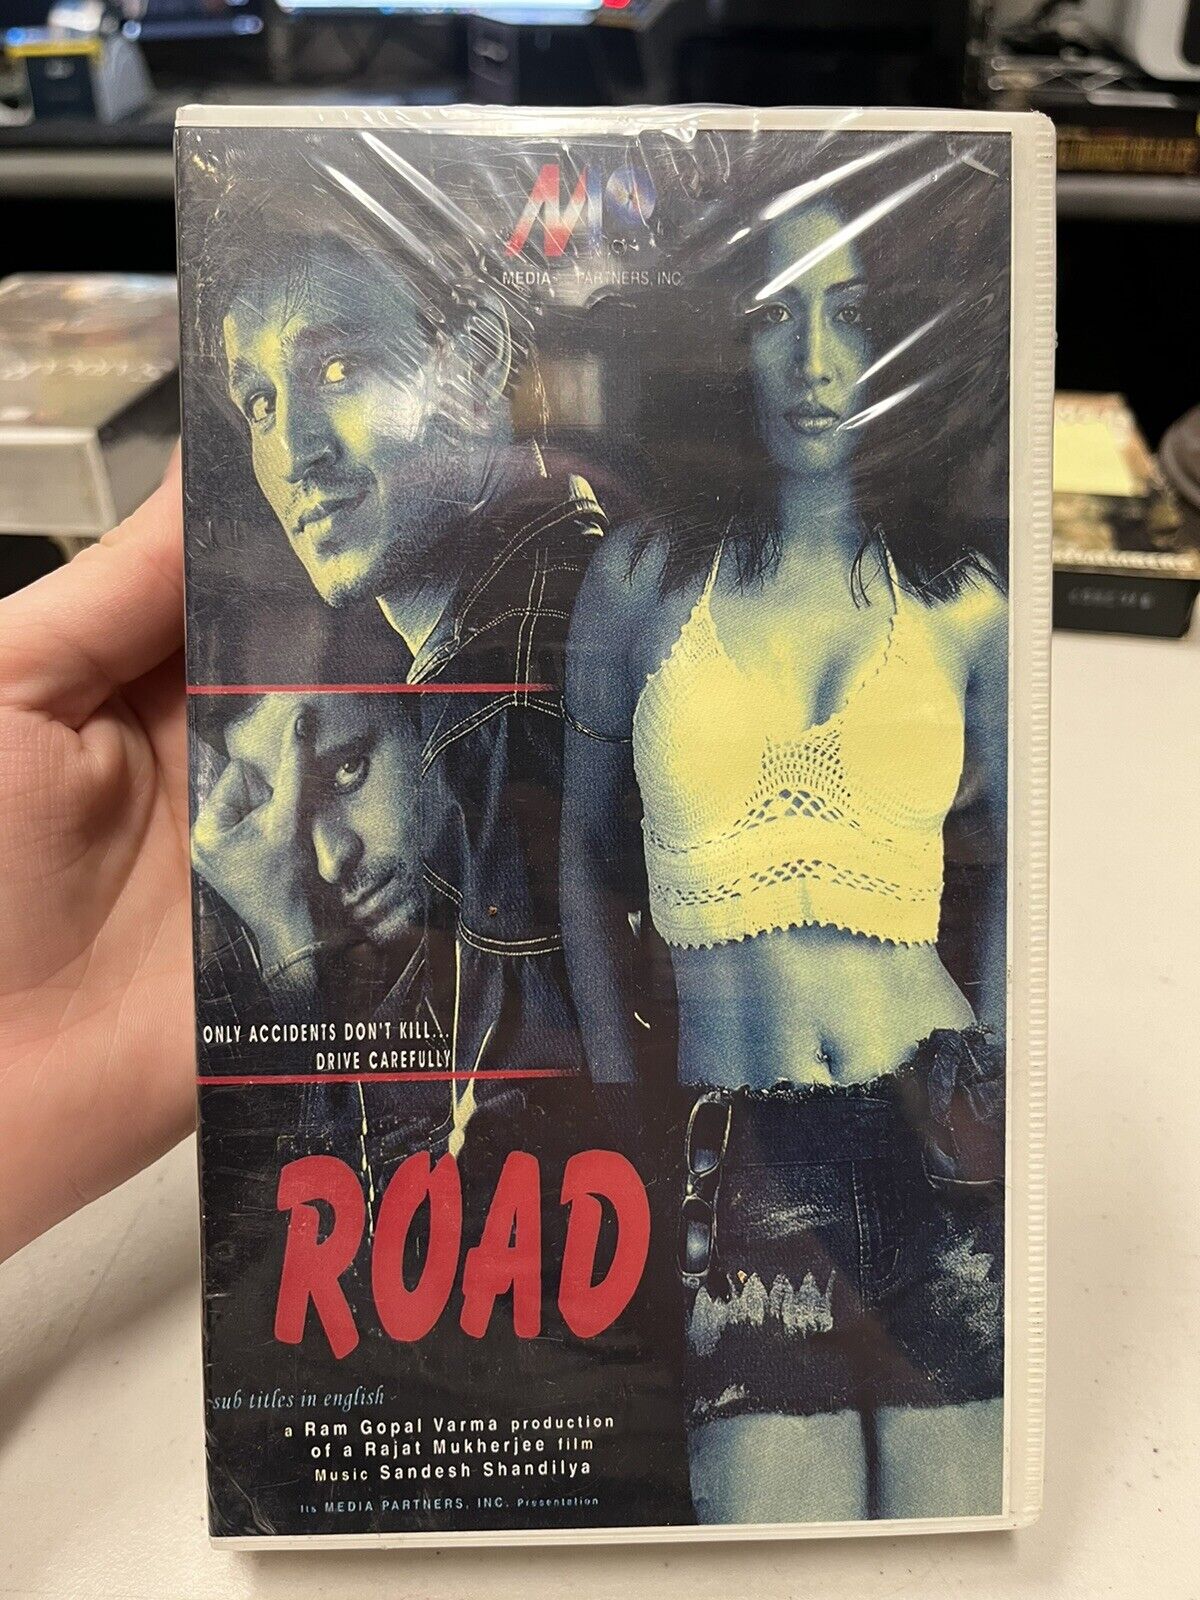 MEDIA PARTNERS, INC.
ONLY ACCIDENTS DON'T KILL...
DRIVE CAREFULLY
ROAD
sub titles in english
a Ram Gopal Varma production
of a Rajat Mukherjee film
Music Sandesh Shandilya
Its MEDIA PARTNERS, INC. Presentation